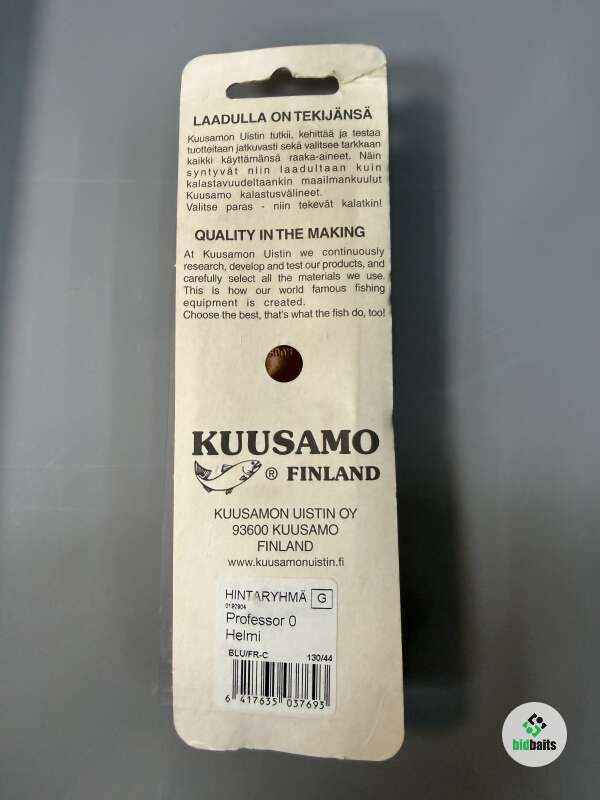 LAADULLA ON TEKIJÄNSÄ
Kuusamon Uistin tutkii, kehittää ja testaa
tuotteitaan jatkuvasti sekä valitsee tarkkaan
kaikki käyttämänsä raaka-aineet. Näin
syntyvät niin laadultaan kuin
kalastavuudeltaankin maailmankuulut
Kuusamo kalastusvälineet.
Valitse paras - niin tekevät kalatkin!
QUALITY IN THE MAKING
At Kuusamon Uistin we continuously
research, develop and test our products, and
carefully select all the materials we use.
This is how our world famous fishing
equipment is created.
Choose the best, that's what the fish do, too!
KUUSAMO
® FINLAND
KUUSAMON UISTIN OY
93600 KUUSAMO
FINLAND
www.kuusamonuistin.fi
HINTARYHMÄ G
0192904
Professor 0
Helmi
BLU/FR-C 130/44
6 417635 037693
bidbaits